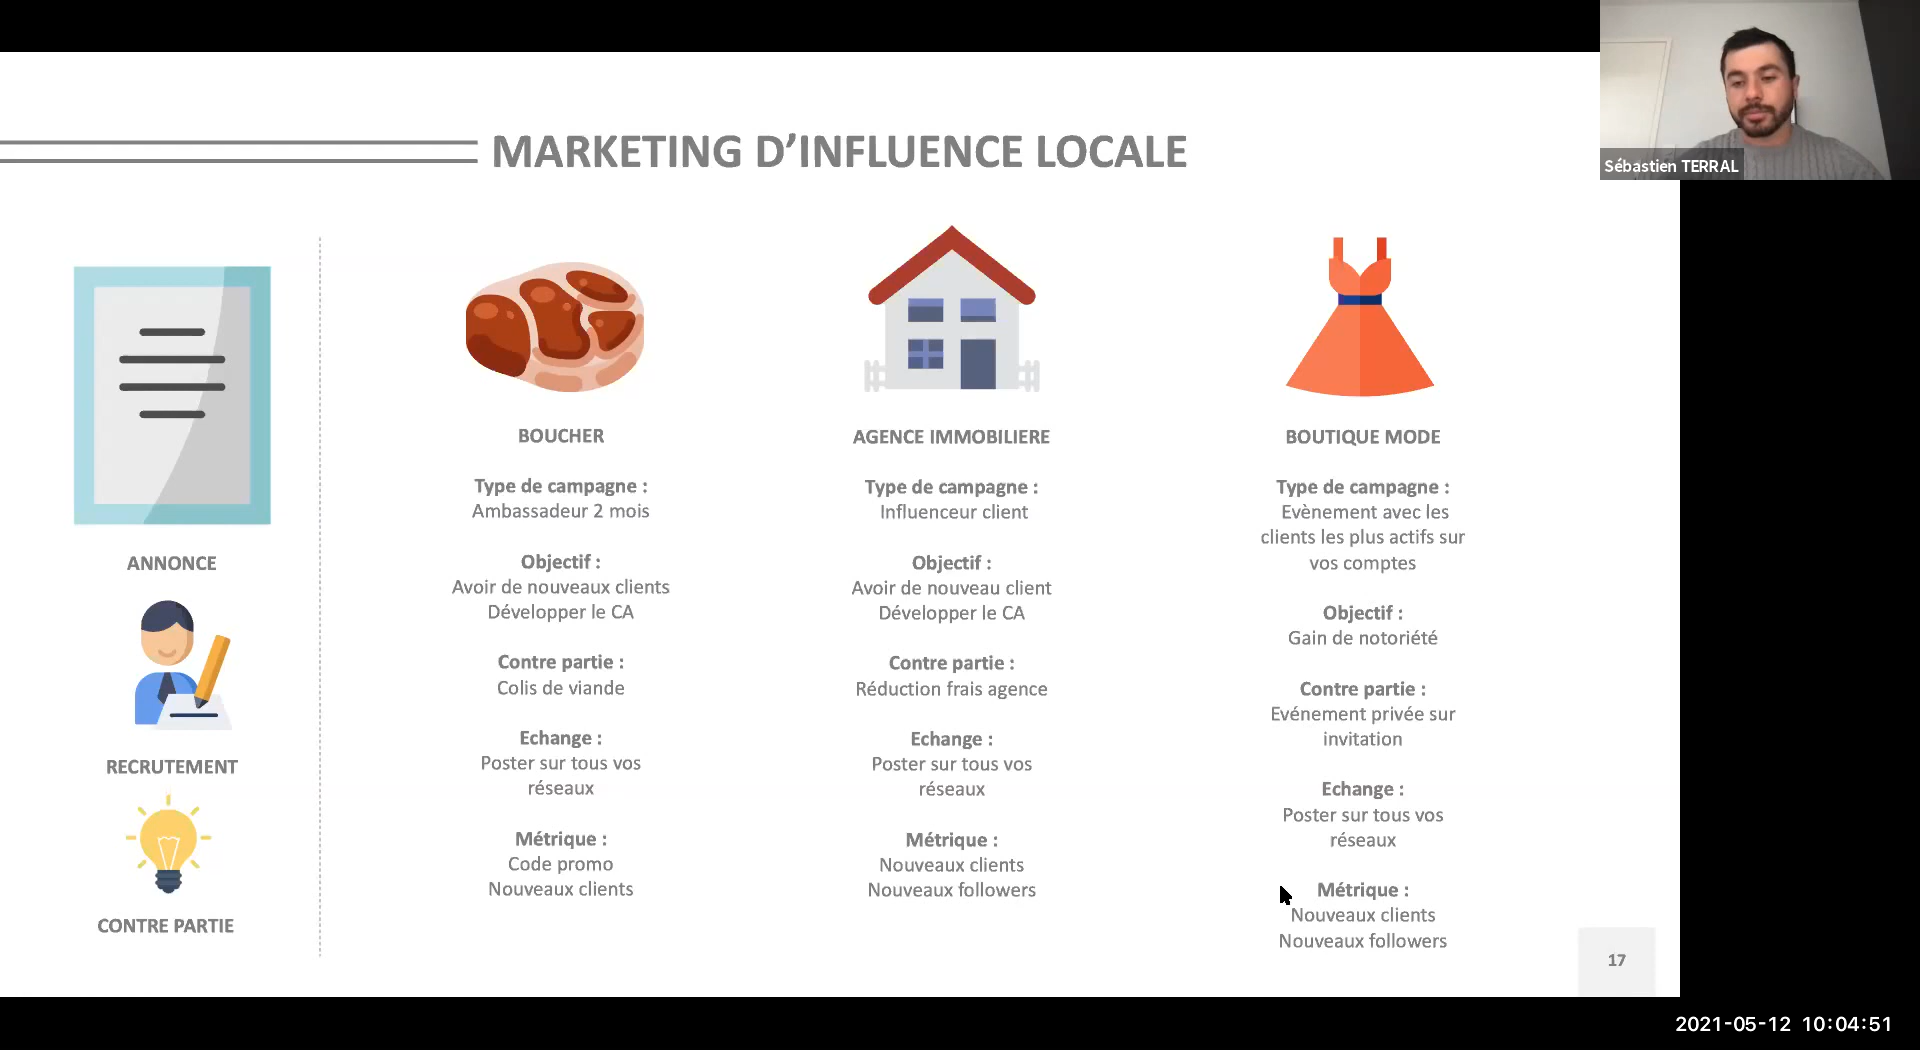 MARKETING D'INFLUENCE LOCALE
Sébastien TERRAL
ANNONCE
RECRUTEMENT
CONTRE PARTIE
BOUCHER
Type de campagne :
Ambassadeur 2 mois
Objectif :
Avoir de nouveaux clients
Développer le CA
Contre partie :
Colis de viande
Echange :
Poster sur tous vos
réseaux
Métrique :
Code promo
Nouveaux clients
AGENCE IMMOBILIERE
Type de campagne :
Influenceur client
Objectif :
Avoir de nouveau client
Développer le CA
Contre partie :
Réduction frais agence
Echange :
Poster sur tous vos
réseaux
Métrique :
Nouveaux clients
Nouveaux followers
BOUTIQUE MODE
Type de campagne :
Evènement avec les
clients les plus actifs sur
vos comptes
Objectif :
Gain de notoriété
Contre partie :
Evénement privée sur
invitation
Echange :
Poster sur tous vos
réseaux
Métrique :
Nouveaux clients
Nouveaux followers
17
2021-05-12 10:04:51